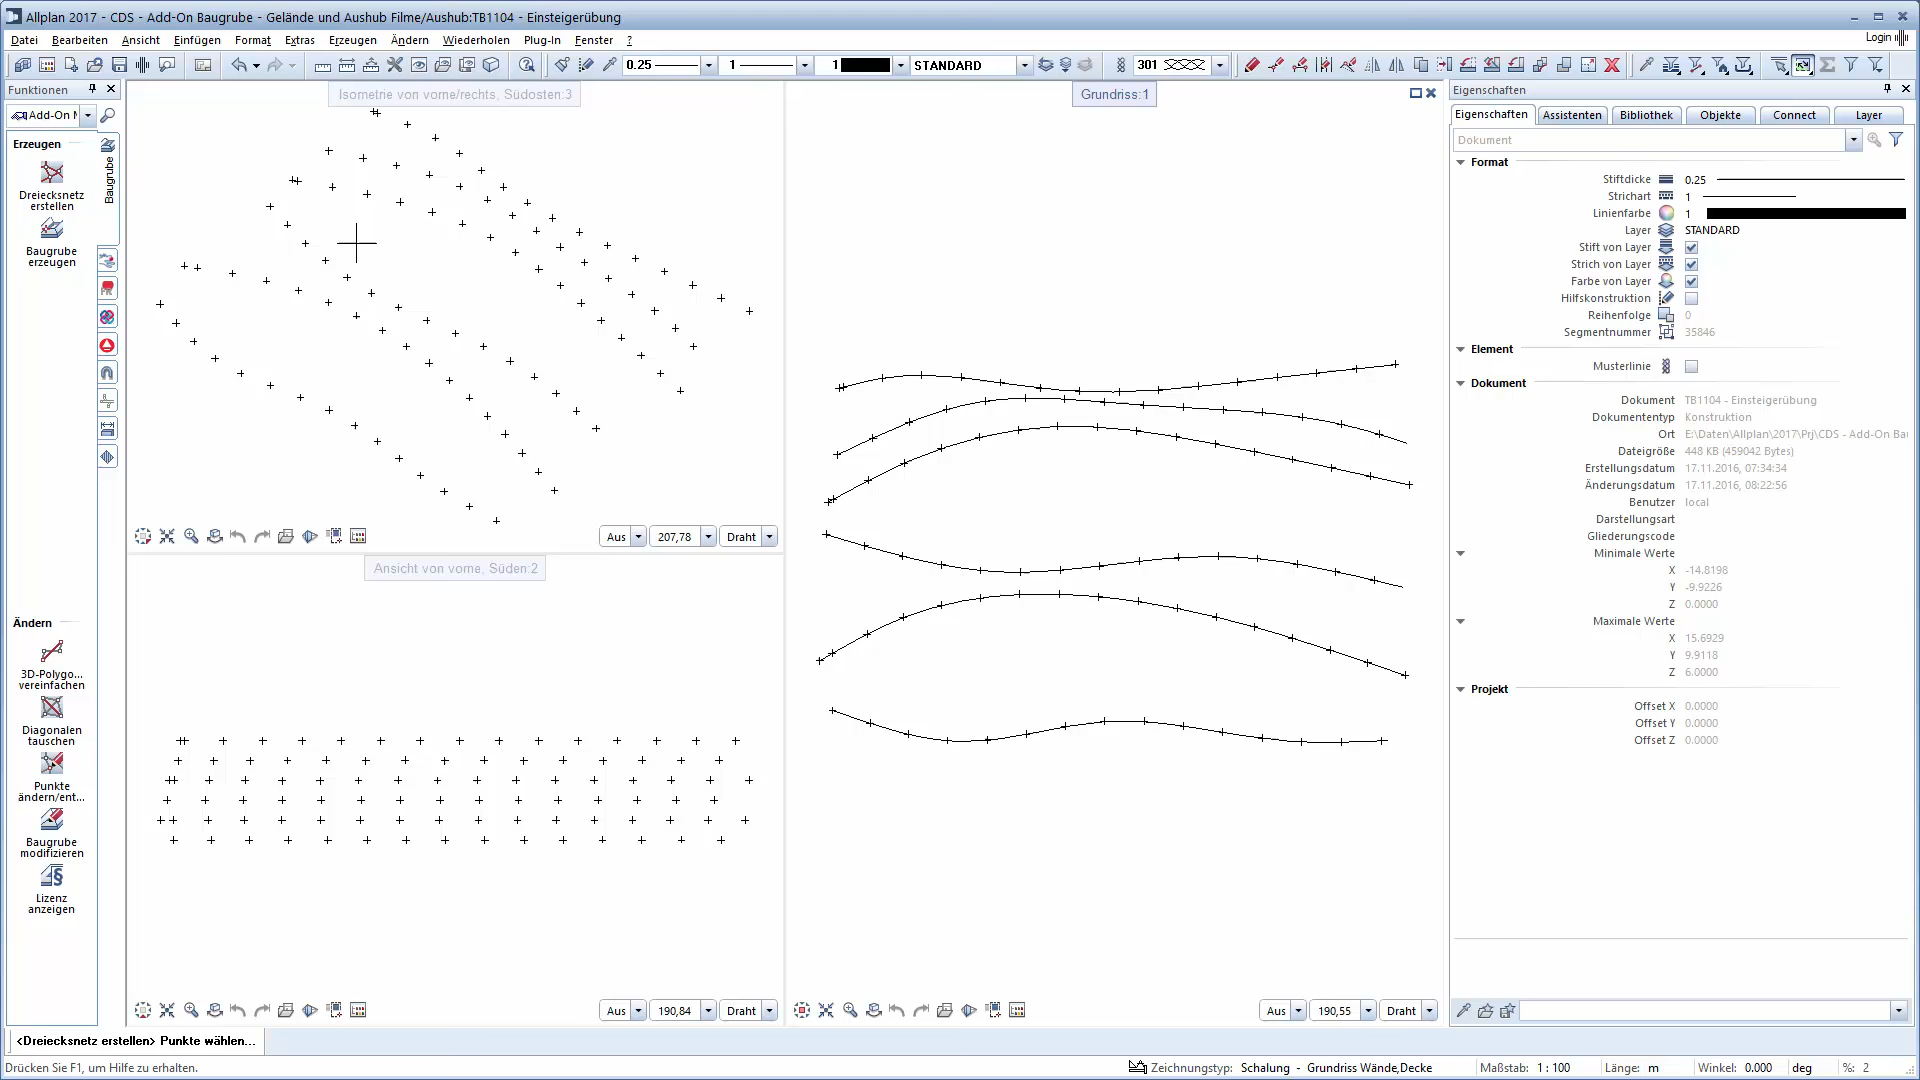 Allplan 2017 - CDS - Add-On Baugrube - Gelände und Aushub Filme/Aushub:TB1104 - Einsteigerübung
Datei Bearbeiten Ansicht Einfügen Format Extras Erzeugen Ändern Wiederholen Plug-In Fenster ?
Login
0.25 1 1 STANDARD 301
Funktionen
Add-On
Erzeugen
Baugrube
Dreiecksnetz
erstellen
Baugrube
erzeugen
Ändern
3D-Polygo...
vereinfachen
Diagonalen
tauschen
Punkte
ändern/ent...
Baugrube
modifizieren
Lizenz
anzeigen
Isometrie von vorne/rechts, Südosten:3
Aus 207,78 Draht
Ansicht von vorne, Süden:2
Aus 190,84 Draht
Grundriss:1
Aus 190,55 Draht
Eigenschaften
Eigenschaften Assistenten Bibliothek Objekte Connect Layer
Dokument
Format
Stiftdicke 0.25
Strichart 1
Linienfarbe 1
Layer STANDARD
Stift von Layer
Strich von Layer
Farbe von Layer
Hilfskonstruktion
Reihenfolge 0
Segmentnummer 35846
Element
Musterlinie
Dokument
Dokument TB1104 - Einsteigerübung
Dokumententyp Konstruktion
Ort E:\Daten\Allplan\2017\Prj\CDS - Add-On Bau
Dateigröße 448 KB (459042 Bytes)
Erstellungsdatum 17.11.2016, 07:34:34
Änderungsdatum 17.11.2016, 08:22:56
Benutzer local
Darstellungsart
Gliederungscode
Minimale Werte
X -14.8198
Y -9.9226
Z 0.0000
Maximale Werte
X 15.6929
Y 9.9118
Z 6.0000
Projekt
Offset X 0.0000
Offset Y 0.0000
Offset Z 0.0000
<Dreiecksnetz erstellen> Punkte wählen...
Drücken Sie F1, um Hilfe zu erhalten.
Zeichnungstyp: Schalung - Grundriss Wände,Decke Maßstab: 1 : 100 Länge: m Winkel: 0.000 deg %: 2